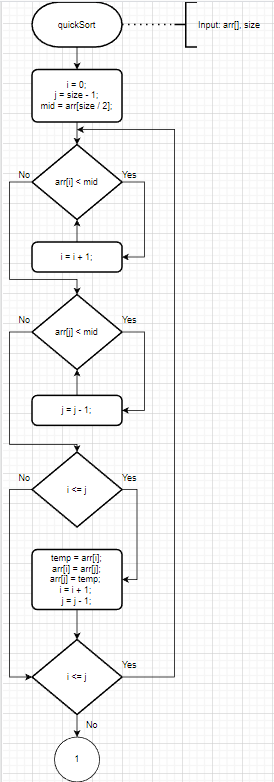 quickSort
Input: arr[], size
i = 0;
j = size - 1;
mid = arr[size / 2];
No
arr[i] < mid
Yes
i = i + 1;
No
arr[j] < mid
Yes
j = j - 1;
No
i <= j
Yes
temp = arr[i];
arr[i] = arr[j];
arr[j] = temp;
i = i + 1;
j = j - 1;
i <= j
Yes
No
1